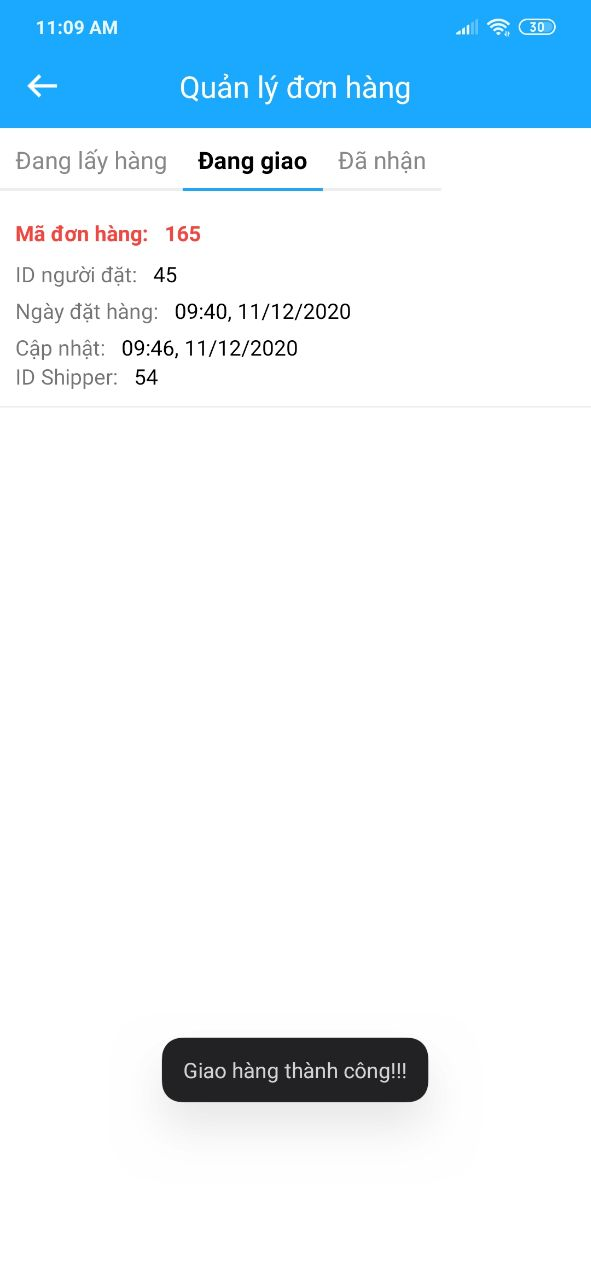 11:09 AM
30
Quản lý đơn hàng
Đang lấy hàng Đang giao Đã nhận
Mã đơn hàng: 165
ID người đặt: 45
Ngày đặt hàng: 09:40, 11/12/2020
Cập nhật: 09:46, 11/12/2020
ID Shipper: 54
Giao hàng thành công!!!